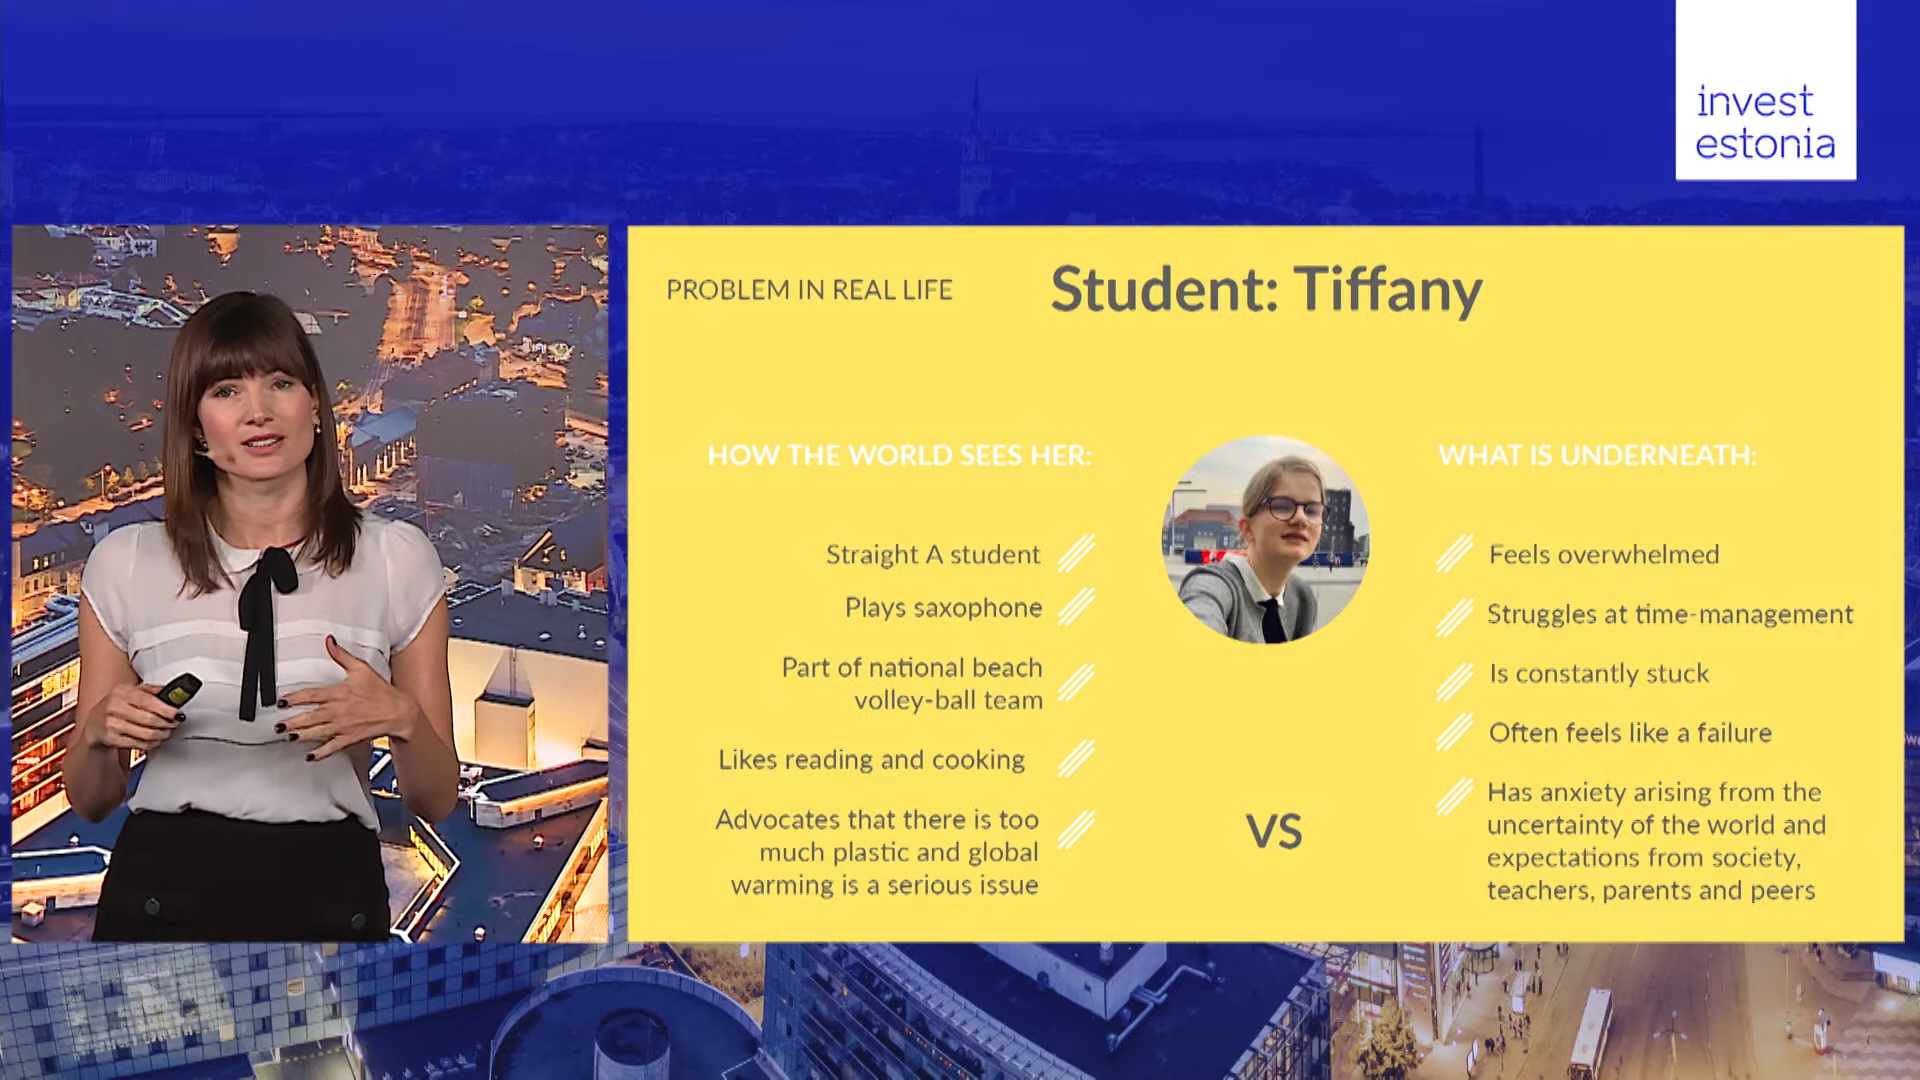 invest
estonia
PROBLEM IN REAL LIFE
Student: Tiffany
HOW THE WORLD SEES HER:
Straight A student
Plays saxophone
Part of national beach
volley-ball team
Likes reading and cooking
Advocates that there is too
much plastic and global
warming is a serious issue
VS
WHAT IS UNDERNEATH:
Feels overwhelmed
Struggles at time-management
Is constantly stuck
Often feels like a failure
Has anxiety arising from the
uncertainty of the world and
expectations from society,
teachers, parents and peers